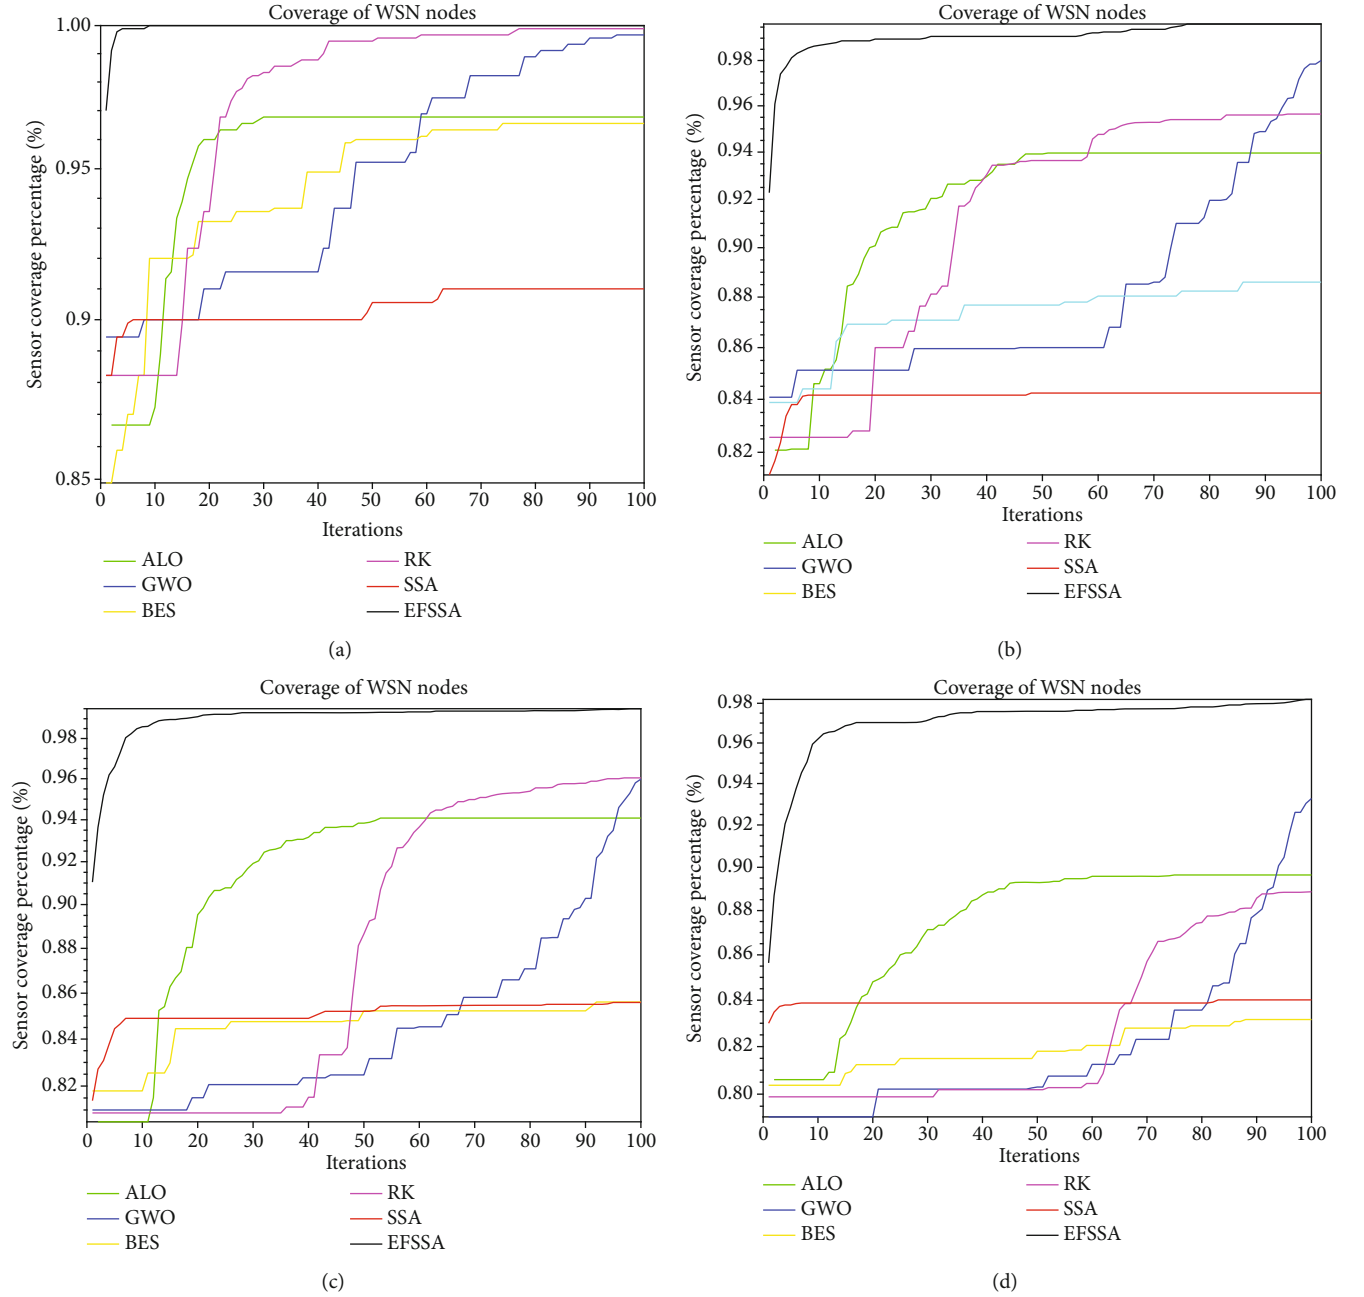 Coverage of WSN nodes
Sensor coverage percentage (%)
1.00
0.95
0.9
0.85
0 10 20 30 40 50 60 70 80 90 100
Iterations
ALO RK
GWO SSA
BES EFSSA
(a)
Coverage of WSN nodes
Sensor coverage percentage (%)
0.98
0.96
0.94
0.92
0.90
0.88
0.86
0.84
0.82
0 10 20 30 40 50 60 70 80 90 100
Iterations
ALO RK
GWO SSA
BES EFSSA
(b)
Coverage of WSN nodes
Sensor coverage percentage (%)
0.98
0.96
0.94
0.92
0.90
0.88
0.86
0.84
0.82
0 10 20 30 40 50 60 70 80 90 100
Iterations
ALO RK
GWO SSA
BES EFSSA
(c)
Coverage of WSN nodes
Sensor coverage percentage (%)
0.98
0.96
0.94
0.92
0.90
0.88
0.86
0.84
0.82
0.80
0 10 20 30 40 50 60 70 80 90 100
Iterations
ALO RK
GWO SSA
BES EFSSA
(d)